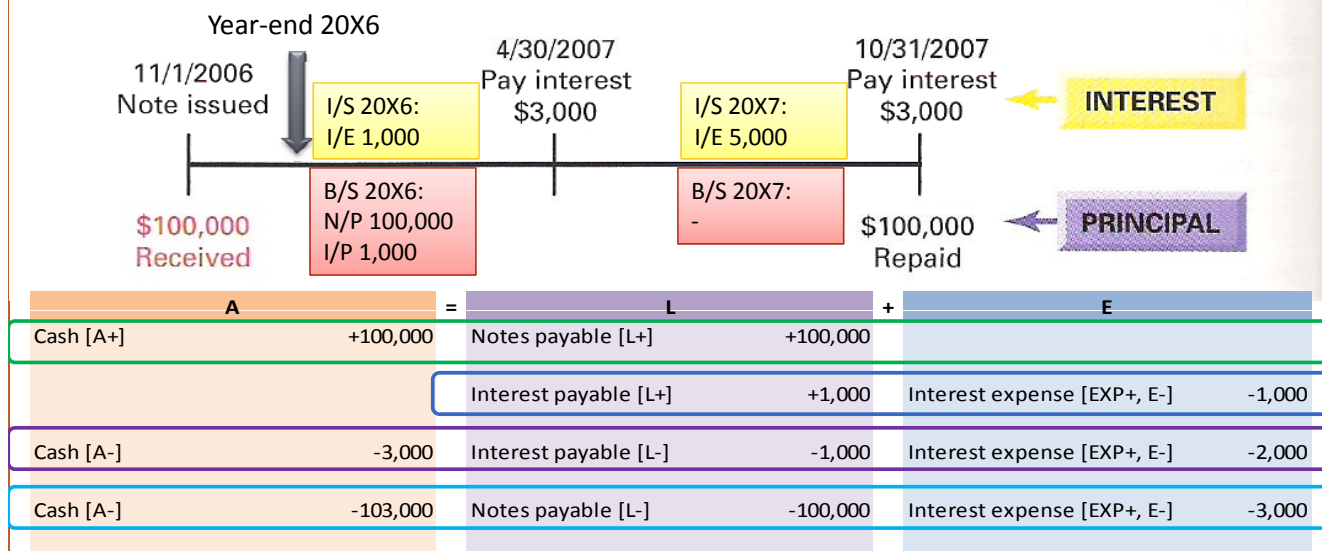 Year-end 20X6
11/1/2006
Note issued
4/30/2007
Pay interest
$3,000
10/31/2007
Pay interest
$3,000
INTEREST
I/S 20X6:
I/E 1,000
I/S 20X7:
I/E 5,000
B/S 20X6:
N/P 100,000
I/P 1,000
B/S 20X7:
-
$100,000
Received
$100,000
Repaid
PRINCIPAL
A = L + E
Cash [A+] +100,000 Notes payable [L+] +100,000
Interest payable [L+] +1,000 Interest expense [EXP+, E-] -1,000
Cash [A-] -3,000 Interest payable [L-] -1,000 Interest expense [EXP+, E-] -2,000
Cash [A-] -103,000 Notes payable [L-] -100,000 Interest expense [EXP+, E-] -3,000